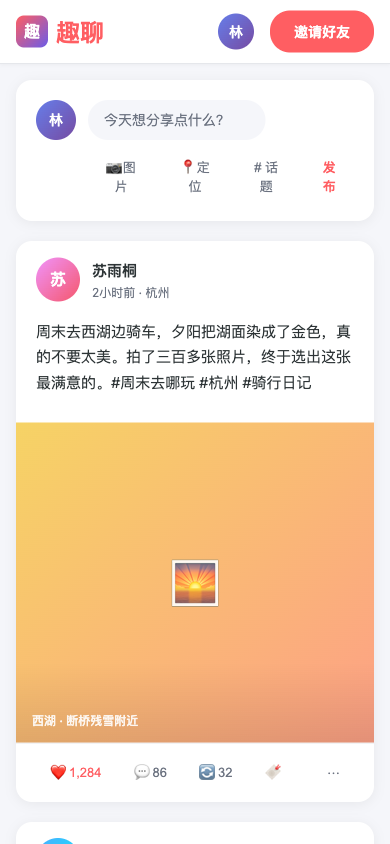 趣 趣聊 林 邀请好友
林 今天想分享点什么?
图片 定位 # 话题 发布
苏 苏雨桐
2小时前 · 杭州
周末去西湖边骑车，夕阳把湖面染成了金色，真
的不要太美。拍了三百多张照片，终于选出这张
最满意的。#周末去哪玩 #杭州 #骑行日记
西湖 · 断桥残雪附近
1,284 86 32 ···